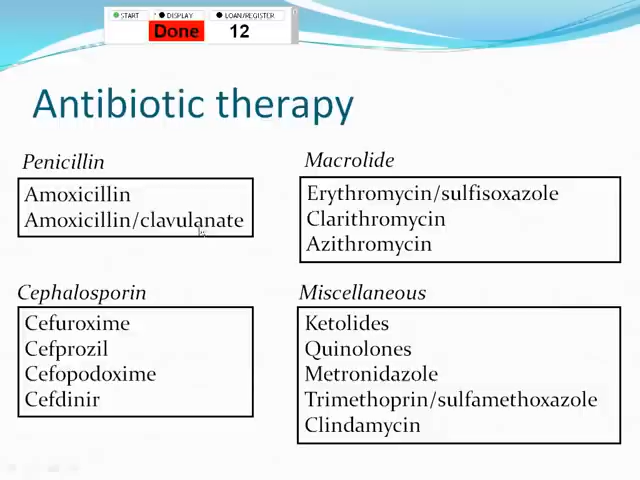 START DISPLAY LOAN/REGISTER
Done 12
Antibiotic therapy
Penicillin
Amoxicillin
Amoxicillin/clavulanate
Macrolide
Erythromycin/sulfisoxazole
Clarithromycin
Azithromycin
Cephalosporin
Cefuroxime
Cefprozil
Cefopodoxime
Cefdinir
Miscellaneous
Ketolides
Quinolones
Metronidazole
Trimethoprin/sulfamethoxazole
Clindamycin